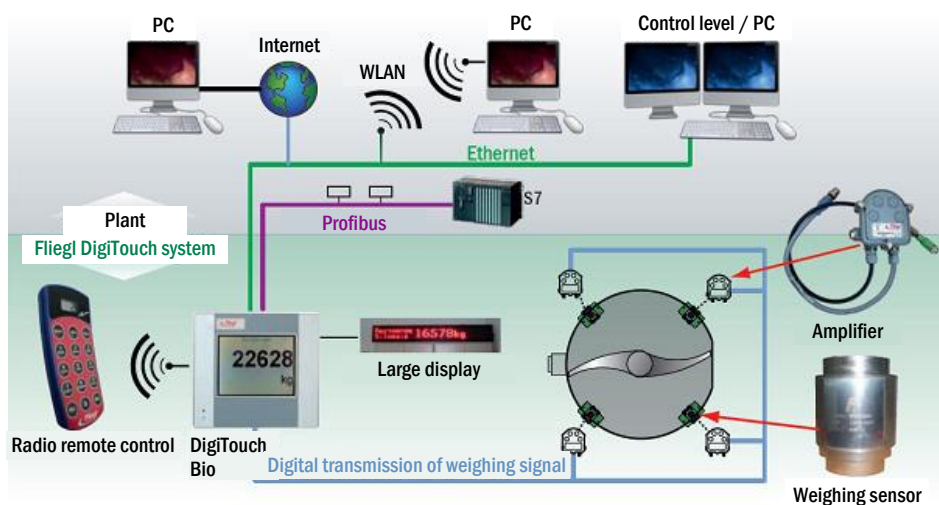 PC
Internet
WLAN
PC
Control level / PC
Ethernet
S7
Profibus
Plant
Fliegl DigiTouch system
Amplifier
22628
kg
16578kg
Large display
Radio remote control
DigiTouch
Bio
Digital transmission of weighing signal
Weighing sensor